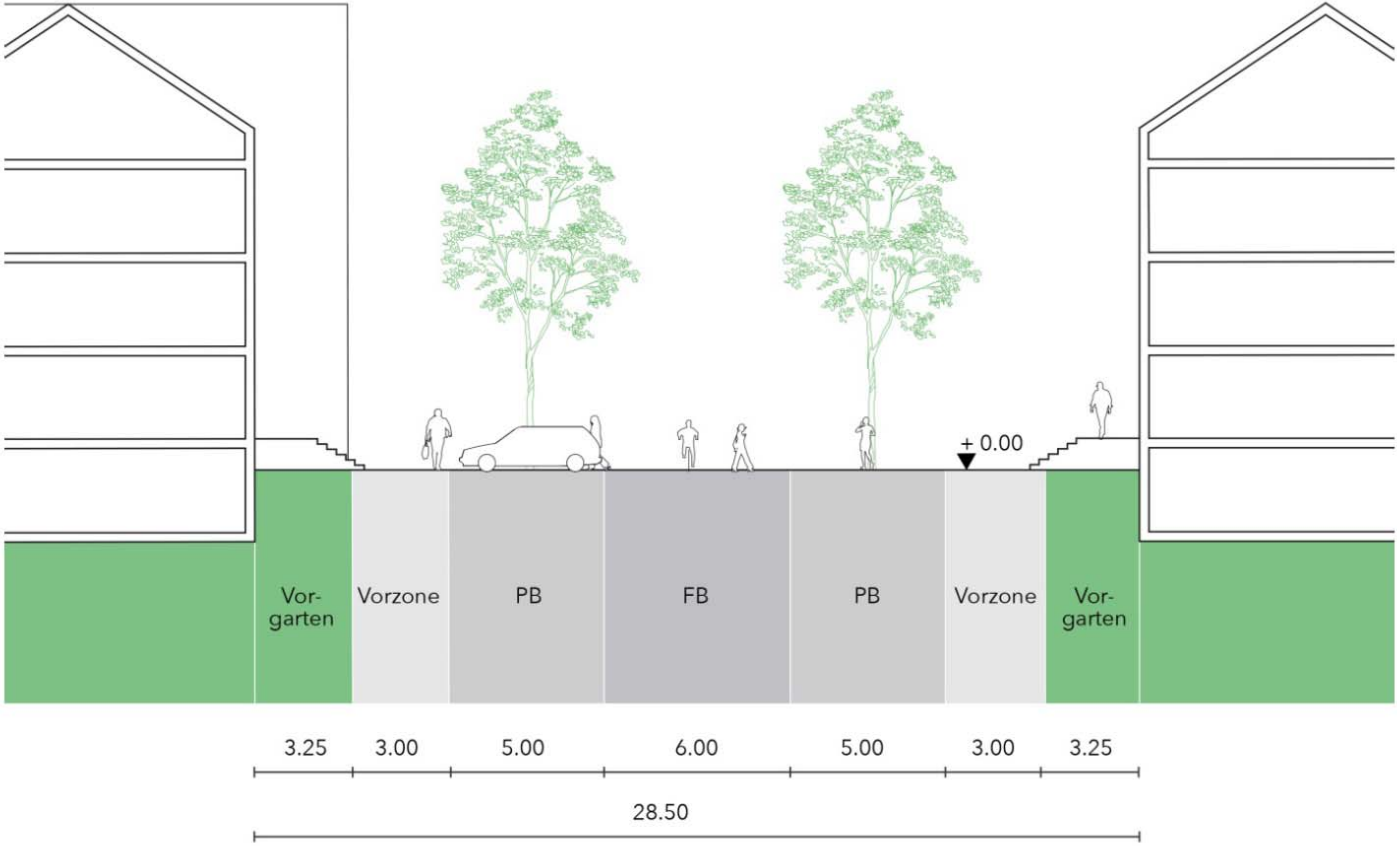 + 0.00
Vor-
garten
Vorzone
PB
FB
PB
Vorzone
Vor-
garten
3.25
3.00
5.00
6.00
5.00
3.00
3.25
28.50